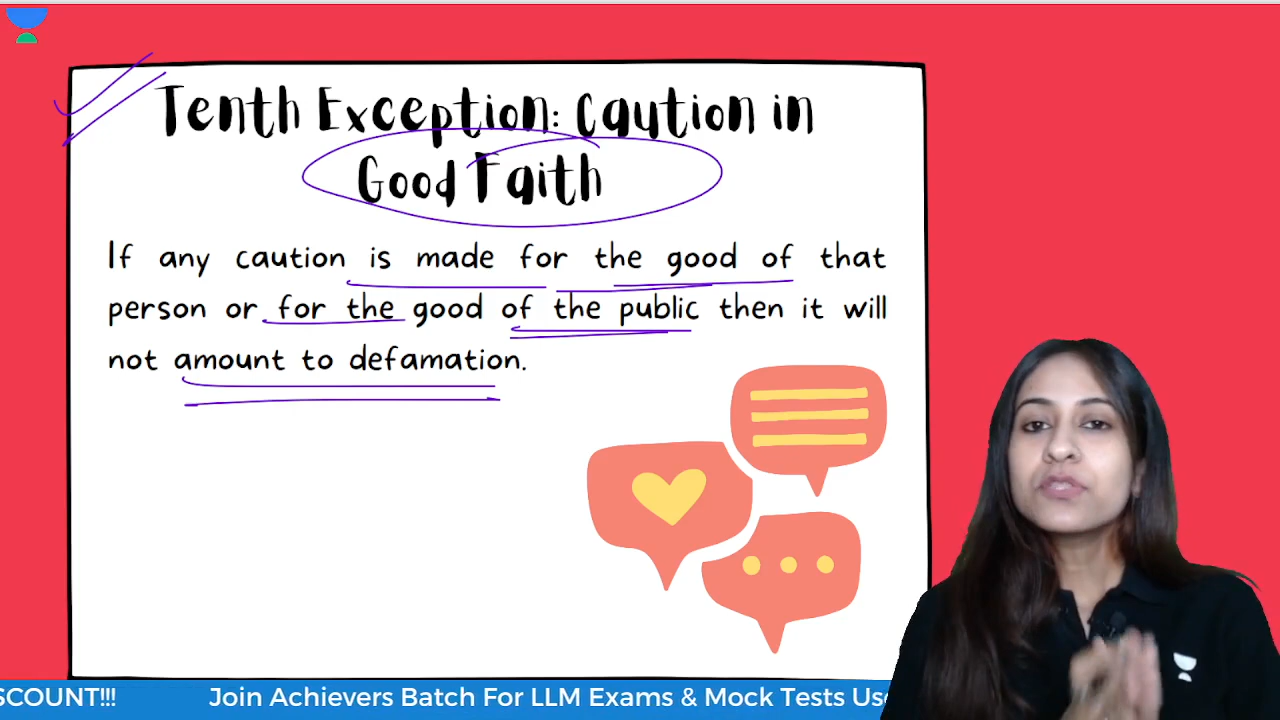 Tenth Exception: Caution in
Good Faith
If any caution is made for the good of that
person or for the good of the public then it will
not amount to defamation.
SCOUNT!!! Join Achievers Batch For LLM Exams & Mock Tests Us